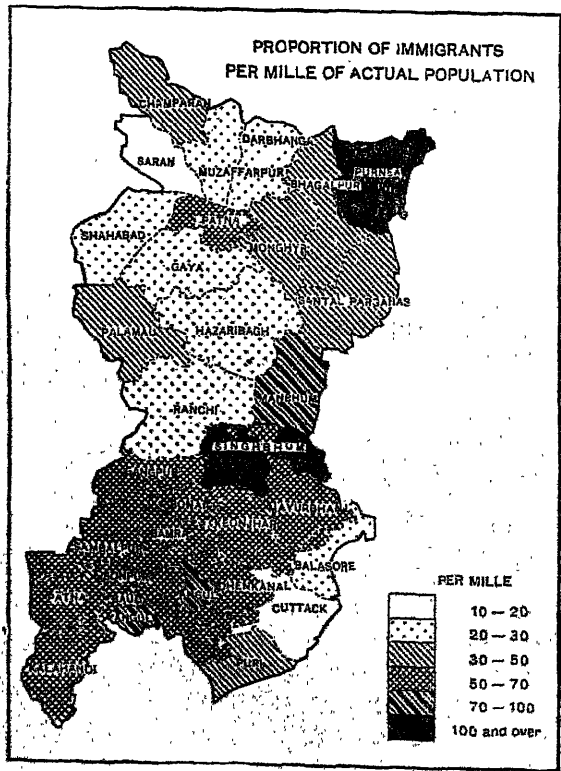 PROPORTION OF IMMIGRANTS
PER MILLE OF ACTUAL POPULATION
CHAMPARAN
DARBHANGA
SARAN
MUZAFFARPUR
PURNEA
BHAGALPUR
PATNA
SHAHABAD
MONGHYR
GAYA
SANTAL PARGANAS
PALAMAU
HAZARIBAGH
MANBHUM
RANCHI
SINGHBHUM
BALASORE
DHENKANAL
CUTTACK
PURI
KALAHANDI
PER MILLE
10 – 20
20 – 30
30 – 50
50 – 70
70 – 100
100 and over